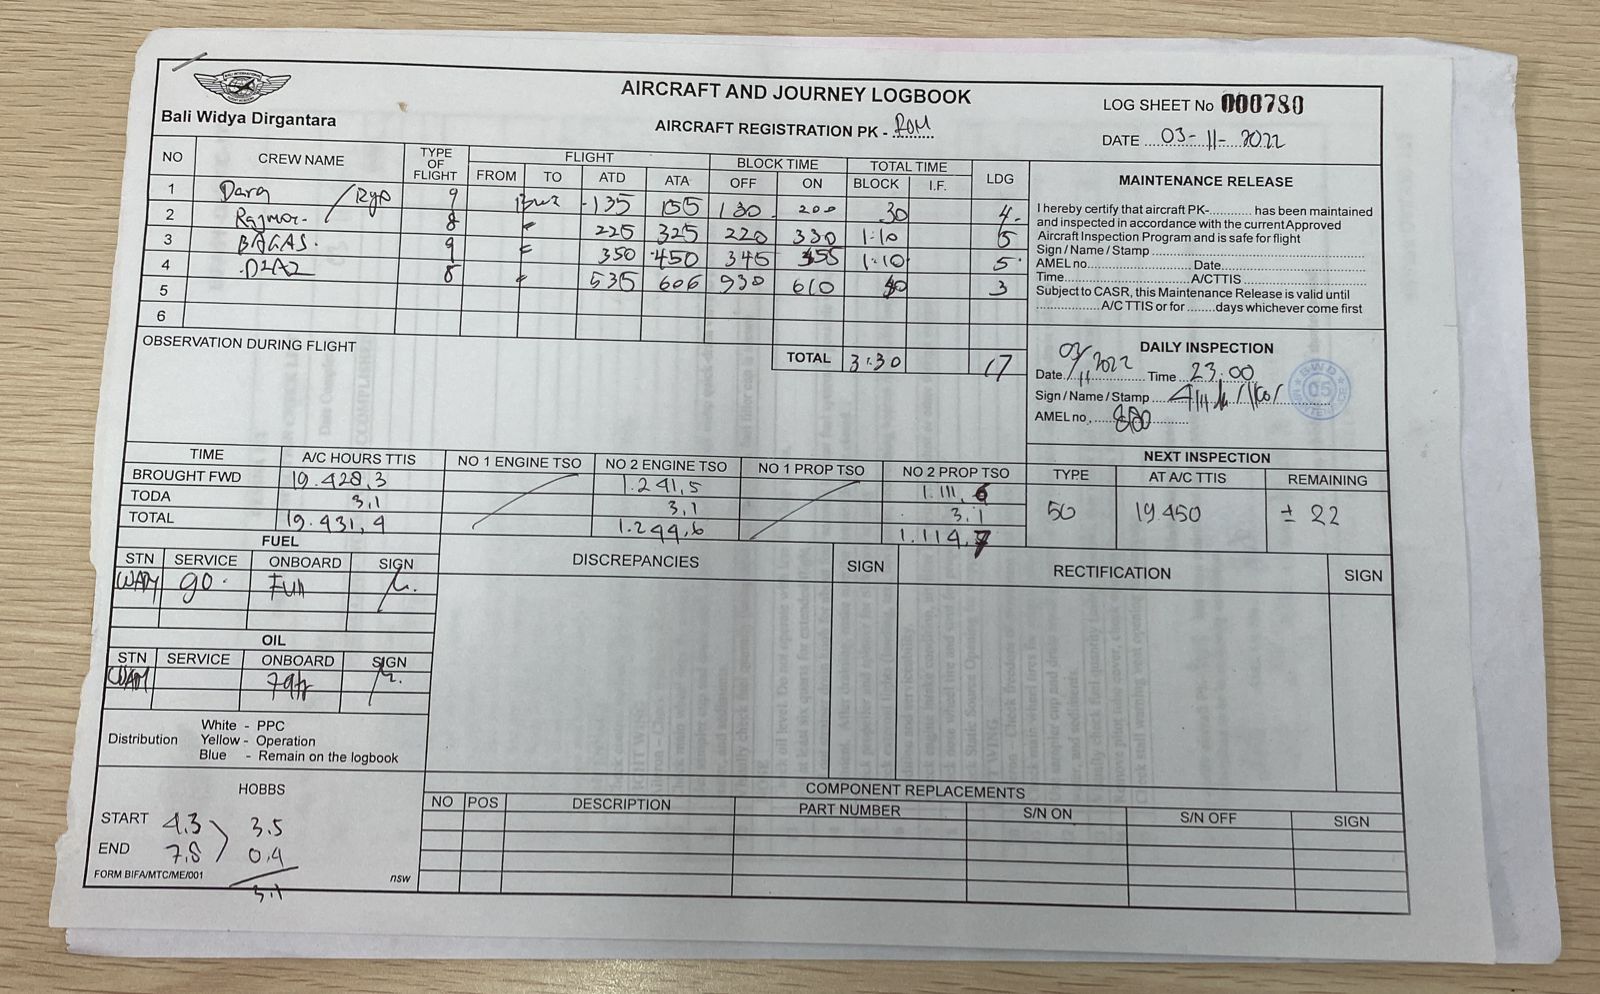 AIRCRAFT AND JOURNEY LOGBOOK
LOG SHEET No 000780
Bali Widya Dirgantara
AIRCRAFT REGISTRATION PK - ROM
DATE 03-11-2022
NO CREW NAME TYPE OF FLIGHT FLIGHT BLOCK TIME TOTAL TIME LDG
FROM TO ATD ATA OFF ON BLOCK I.F.
1 Dara / Ryo 9 135 155 130 200 30 4
2 8 225 325 220 330 1:10 5
3 BAGAS 9 350 450 345 455 1:10 5
4 8 535 606 930 610 40 3
5
6
TOTAL 3:30 17
OBSERVATION DURING FLIGHT
MAINTENANCE RELEASE
I hereby certify that aircraft PK-............ has been maintained
and inspected in accordance with the current Approved
Aircraft Inspection Program and is safe for flight
Sign / Name / Stamp
AMEL no. Date
Time A/CTTIS
Subject to CASR, this Maintenance Release is valid until
A/C TTIS or for ........days whichever come first
DAILY INSPECTION
Date 03/11/2022 Time 23:00
Sign / Name / Stamp
AMEL no.
BWD
05
TIME A/C HOURS TTIS NO 1 ENGINE TSO NO 2 ENGINE TSO NO 1 PROP TSO NO 2 PROP TSO
BROUGHT FWD 19.428,3 1.241,5 1.111,6
TODA 3,1 3,1 3,1
TOTAL 19.431,4 1.244,6 1.114,7
NEXT INSPECTION
TYPE AT A/C TTIS REMAINING
50 19.450 ± 22
FUEL
STN SERVICE ONBOARD SIGN
90 Full
OIL
STN SERVICE ONBOARD SIGN
DISCREPANCIES SIGN RECTIFICATION SIGN
Distribution
White - PPC
Yellow - Operation
Blue - Remain on the logbook
HOBBS
START 4.3 3.5
END 7.8 0.4
3.1
FORM BIFA/MTC/ME/001
nsw
COMPONENT REPLACEMENTS
NO POS DESCRIPTION PART NUMBER S/N ON S/N OFF SIGN